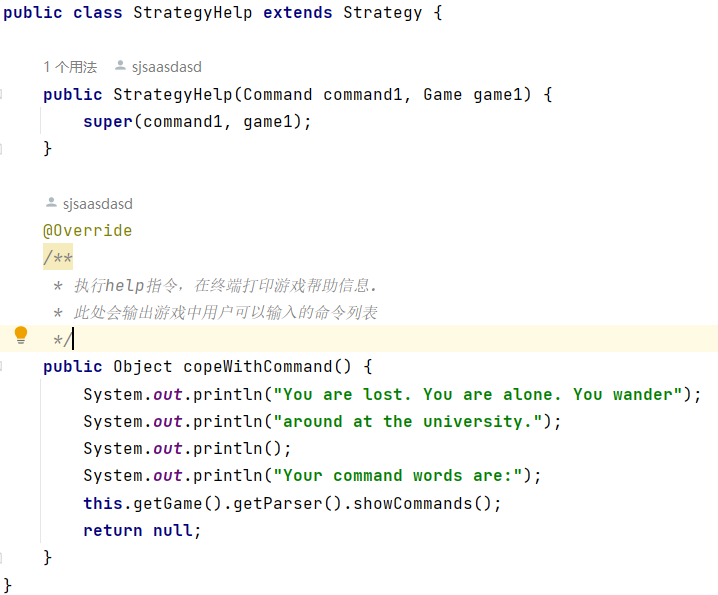 public class StrategyHelp extends Strategy {
1 个用法 sjsaasdasd
public StrategyHelp(Command command1, Game game1) {
super(command1, game1);
}
sjsaasdasd
@Override
/**
* 执行help指令，在终端打印游戏帮助信息.
* 此处会输出游戏中用户可以输入的命令列表
*/
public Object copeWithCommand() {
System.out.println("You are lost. You are alone. You wander");
System.out.println("around at the university.");
System.out.println();
System.out.println("Your command words are:");
this.getGame().getParser().showCommands();
return null;
}
}